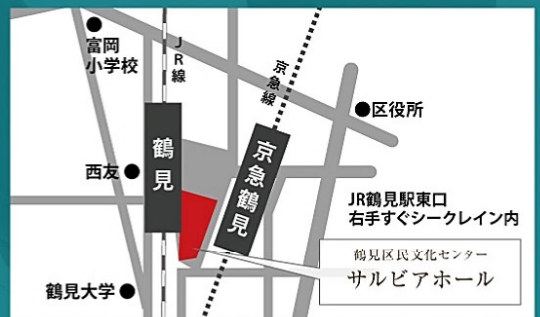 富岡
小学校
JR線
京急線
区役所
鶴見
西友
京急鶴見
JR鶴見駅東口
右手すぐシークレイン内
鶴見区民文化センター
サルビアホール
鶴見大学